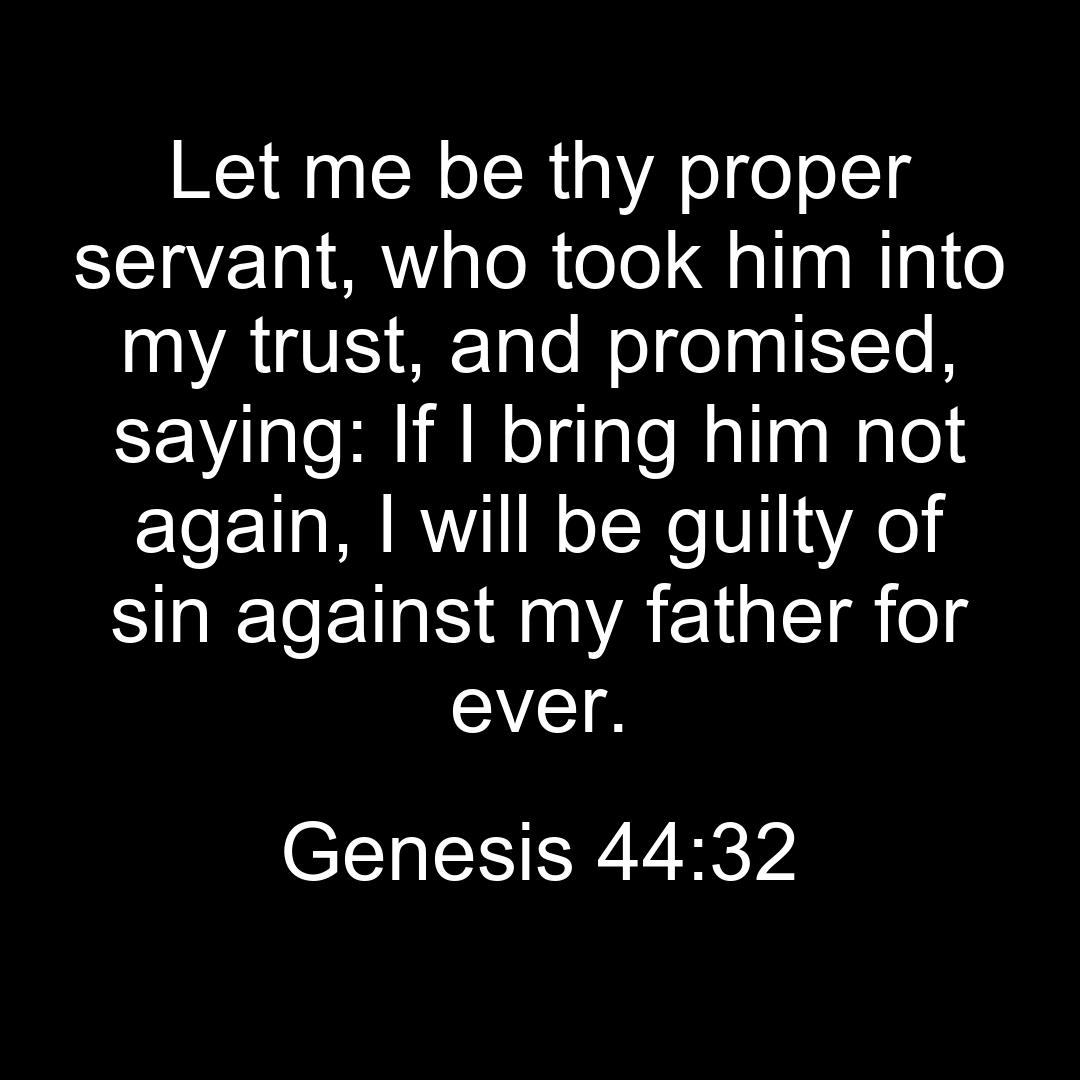 Let me be thy proper
servant, who took him into
my trust, and promised,
saying: If I bring him not
again, I will be guilty of
sin against my father for
ever.
Genesis 44:32